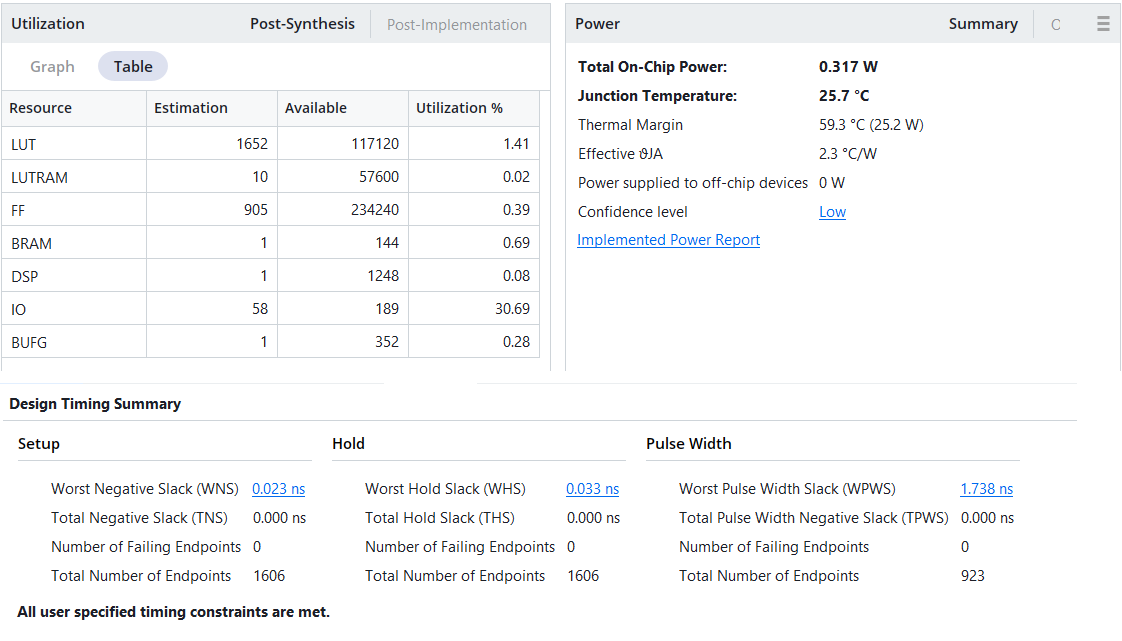 Utilization Post-Synthesis Post-Implementation
Graph Table
Resource Estimation Available Utilization %
LUT 1652 117120 1.41
LUTRAM 10 57600 0.02
FF 905 234240 0.39
BRAM 1 144 0.69
DSP 1 1248 0.08
IO 58 189 30.69
BUFG 1 352 0.28
Power Summary
Total On-Chip Power: 0.317 W
Junction Temperature: 25.7 °C
Thermal Margin 59.3 °C (25.2 W)
Effective ϑJA 2.3 °C/W
Power supplied to off-chip devices 0 W
Confidence level Low
Implemented Power Report
Design Timing Summary
Setup Hold Pulse Width
Worst Negative Slack (WNS) 0.023 ns Worst Hold Slack (WHS) 0.033 ns Worst Pulse Width Slack (WPWS) 1.738 ns
Total Negative Slack (TNS) 0.000 ns Total Hold Slack (THS) 0.000 ns Total Pulse Width Negative Slack (TPWS) 0.000 ns
Number of Failing Endpoints 0 Number of Failing Endpoints 0 Number of Failing Endpoints 0
Total Number of Endpoints 1606 Total Number of Endpoints 1606 Total Number of Endpoints 923
All user specified timing constraints are met.